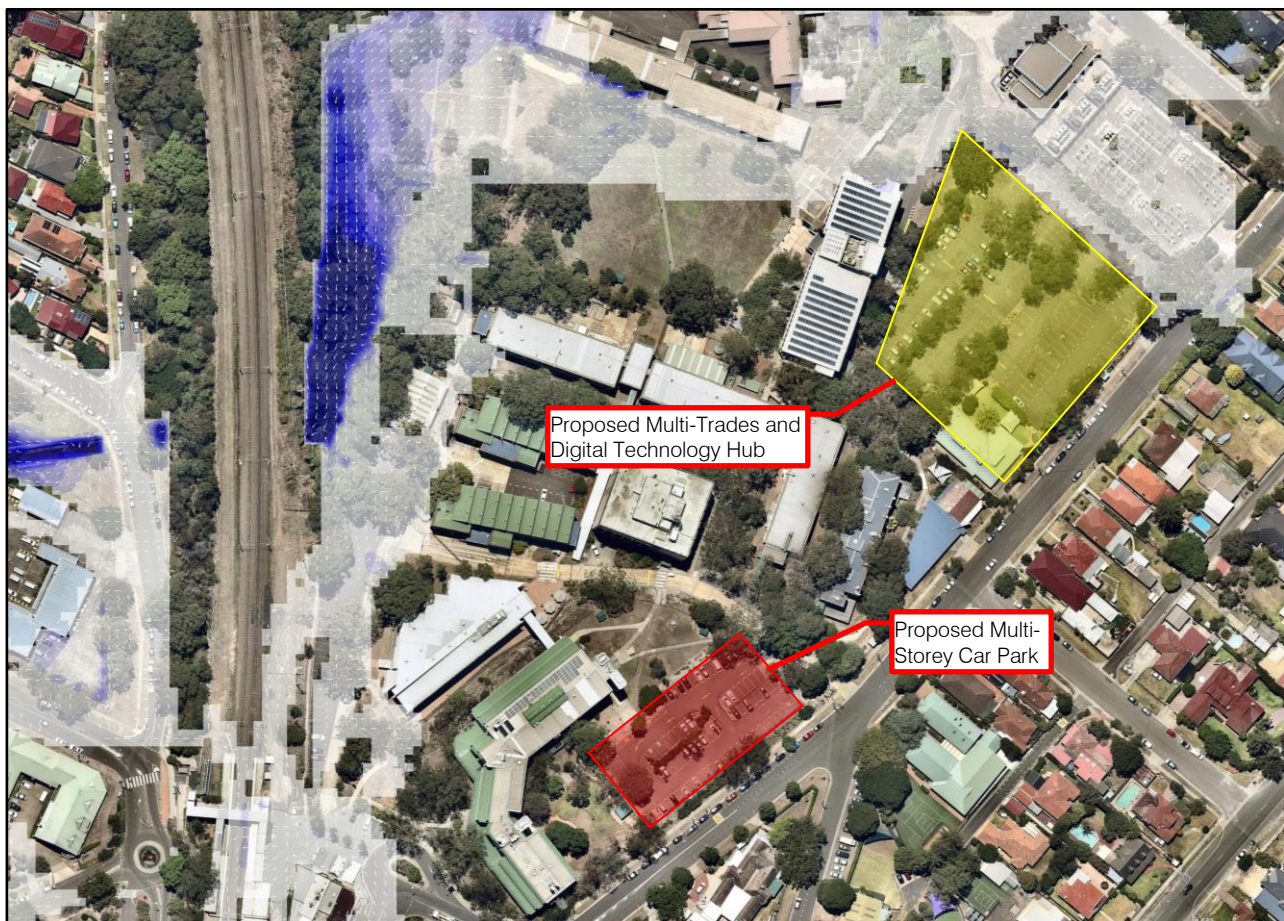 Proposed Multi-Trades and
Digital Technology Hub
Proposed Multi-
Storey Car Park